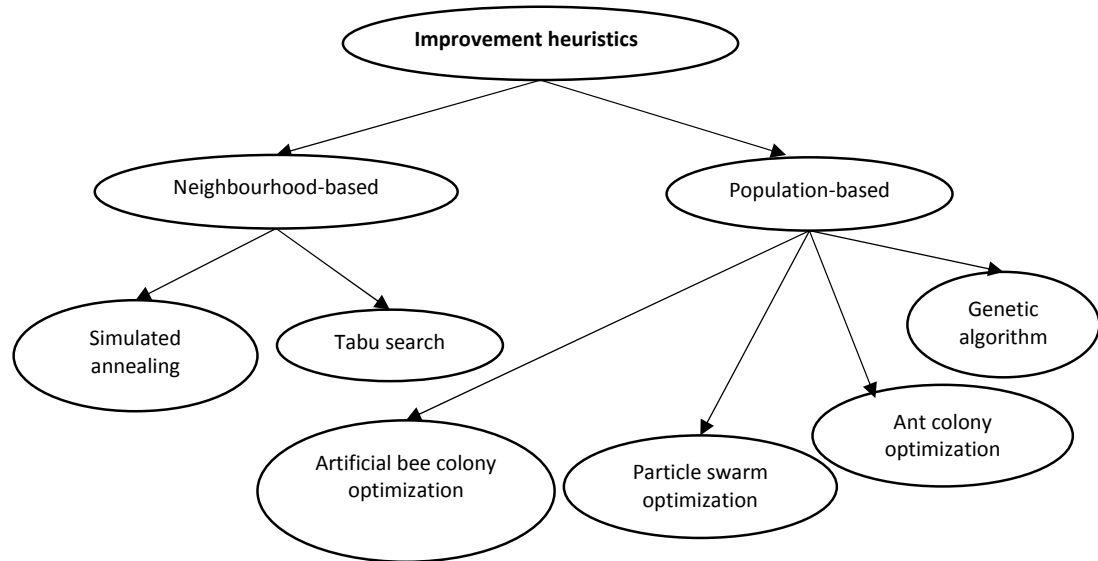 Improvement heuristics
Neighbourhood-based
Population-based
Simulated
annealing
Tabu search
Genetic
algorithm
Artificial bee colony
optimization
Particle swarm
optimization
Ant colony
optimization